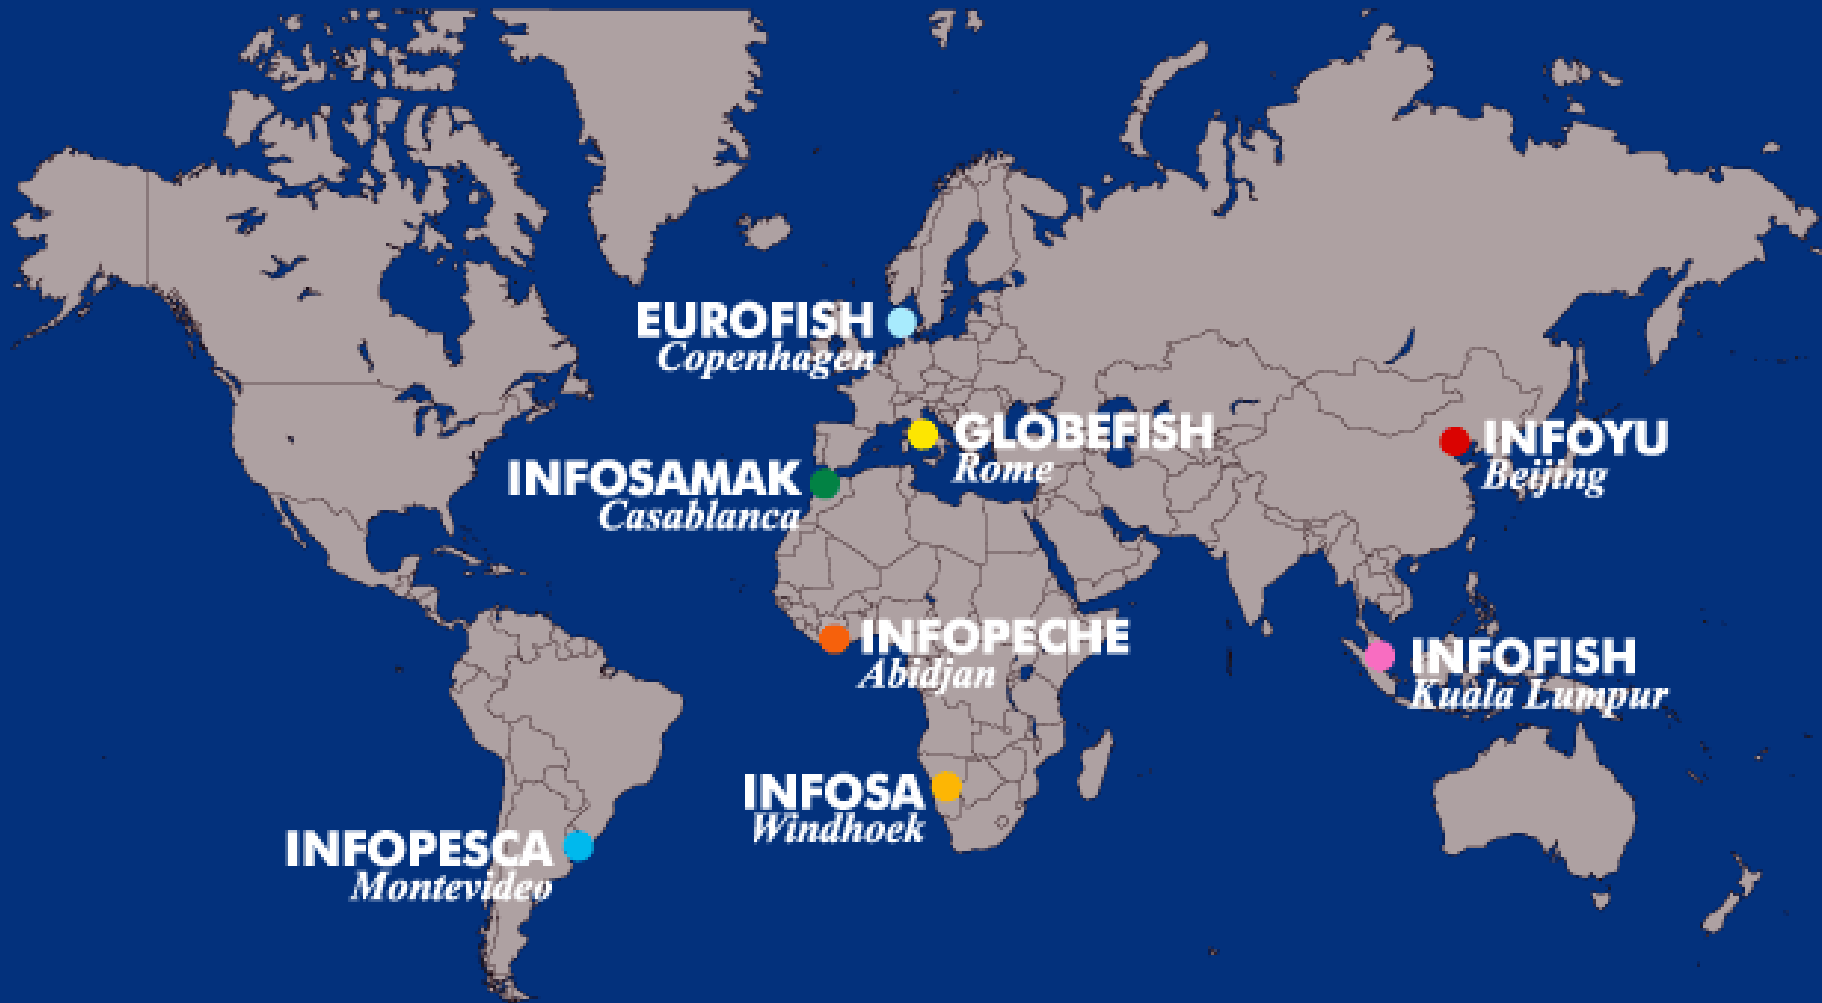 EUROFISH
Copenhagen
GLOBEFISH
Rome
INFOYU
Beijing
INFOSAMAK
Casablanca
INFOPECHE
Abidjan
INFOFISH
Kuala Lumpur
INFOSA
Windhoek
INFOPESCA
Montevideo